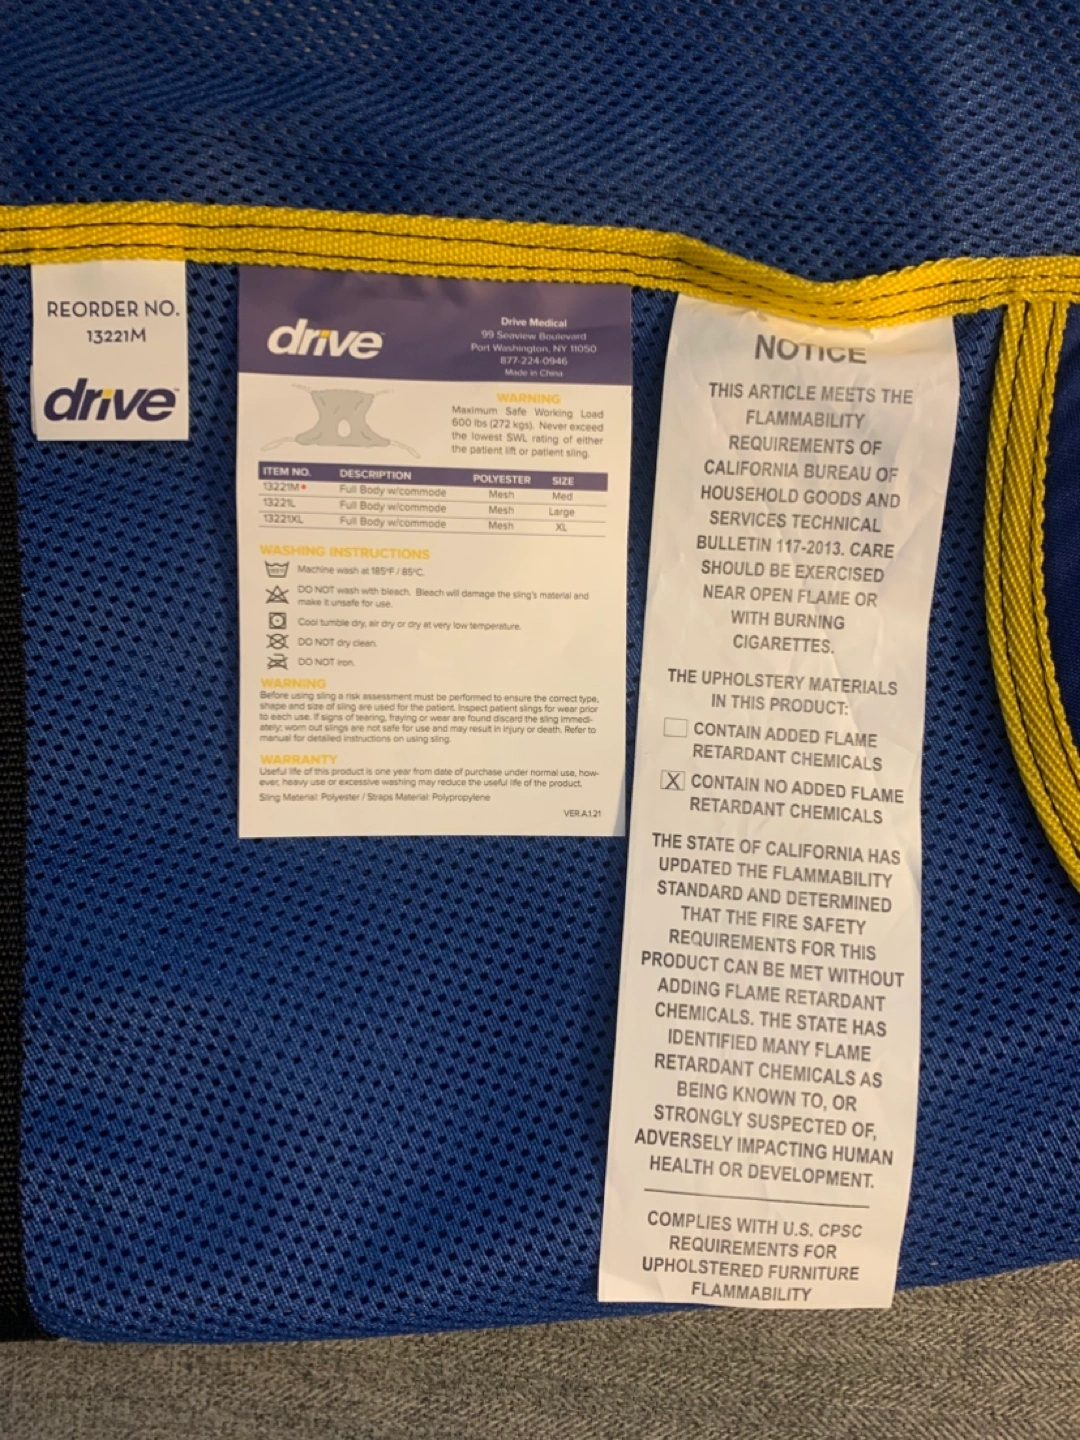 REORDER NO.
13221M
drive
drive
Drive Medical
99 Seaview Boulevard
Port Washington, NY 11050
877-224-0946
Made in China
WARNING
Maximum Safe Working Load
600 lbs (272 kgs). Never exceed
the lowest SWL rating of either
the patient lift or patient sling.
ITEM NO. DESCRIPTION POLYESTER SIZE
13221M• Full Body w/commode Mesh Med
13221L Full Body w/commode Mesh Large
13221XL Full Body w/commode Mesh XL
WASHING INSTRUCTIONS
Machine wash at 185°F / 85°C.
DO NOT wash with bleach. Bleach will damage the sling's material and
make it unsafe for use.
Cool tumble dry, air dry or dry at very low temperature.
DO NOT dry clean.
DO NOT iron.
WARNING
Before using sling a risk assessment must be performed to ensure the correct type,
shape and size of sling are used for the patient. Inspect patient slings for wear prior
to each use. If signs of tearing, fraying or wear are found discard the sling immedi-
ately; worn out slings are not safe for use and may result in injury or death. Refer to
manual for detailed instructions on using sling.
WARRANTY
Useful life of this product is one year from date of purchase under normal use, how-
ever, heavy use or excessive washing may reduce the useful life of the product.
Sling Material: Polyester / Straps Material: Polypropylene
VER.A.1.21
NOTICE
THIS ARTICLE MEETS THE
FLAMMABILITY
REQUIREMENTS OF
CALIFORNIA BUREAU OF
HOUSEHOLD GOODS AND
SERVICES TECHNICAL
BULLETIN 117-2013. CARE
SHOULD BE EXERCISED
NEAR OPEN FLAME OR
WITH BURNING
CIGARETTES.
THE UPHOLSTERY MATERIALS
IN THIS PRODUCT:
CONTAIN ADDED FLAME
RETARDANT CHEMICALS
X CONTAIN NO ADDED FLAME
RETARDANT CHEMICALS
THE STATE OF CALIFORNIA HAS
UPDATED THE FLAMMABILITY
STANDARD AND DETERMINED
THAT THE FIRE SAFETY
REQUIREMENTS FOR THIS
PRODUCT CAN BE MET WITHOUT
ADDING FLAME RETARDANT
CHEMICALS. THE STATE HAS
IDENTIFIED MANY FLAME
RETARDANT CHEMICALS AS
BEING KNOWN TO, OR
STRONGLY SUSPECTED OF,
ADVERSELY IMPACTING HUMAN
HEALTH OR DEVELOPMENT.
COMPLIES WITH U.S. CPSC
REQUIREMENTS FOR
UPHOLSTERED FURNITURE
FLAMMABILITY